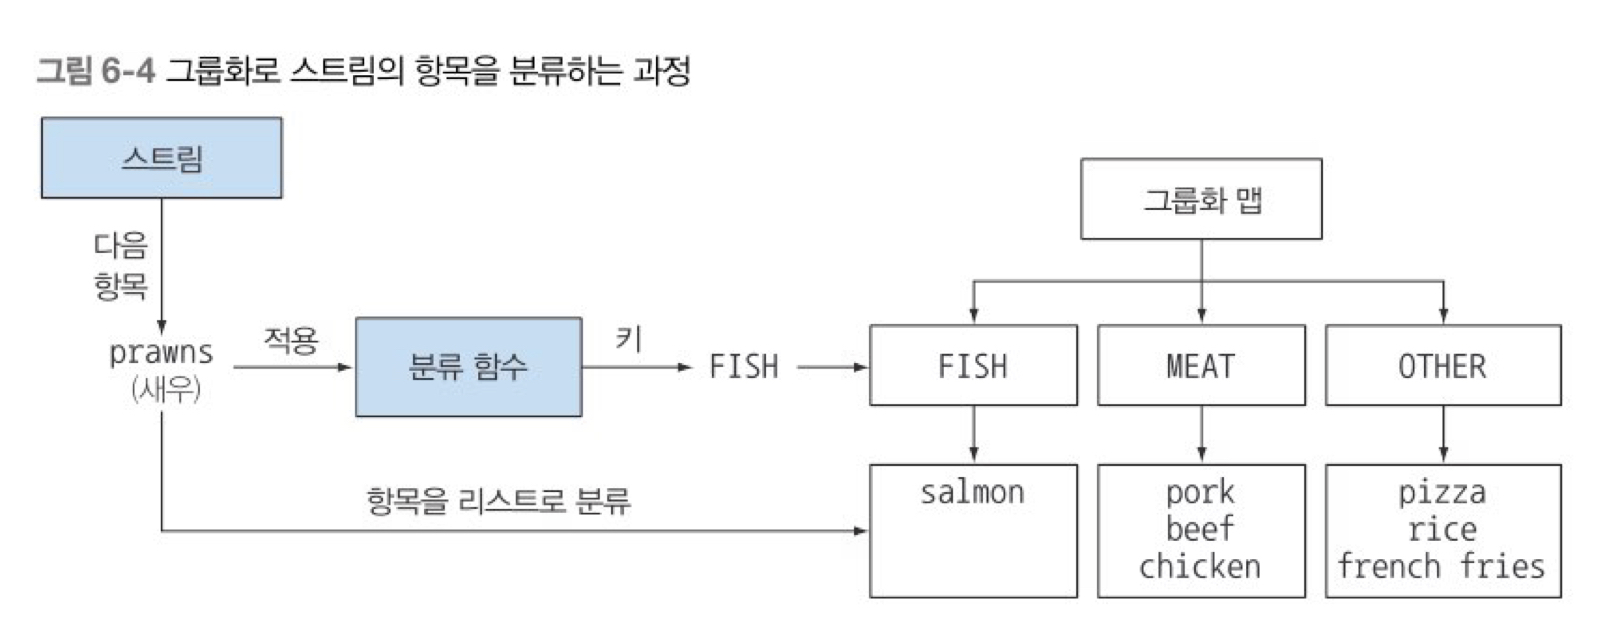 그림 6-4 그룹화로 스트림의 항목을 분류하는 과정
스트림
다음
항목
prawns
(새우)
적용
분류 함수
키
FISH
항목을 리스트로 분류
그룹화 맵
FISH
MEAT
OTHER
salmon
pork
beef
chicken
pizza
rice
french fries